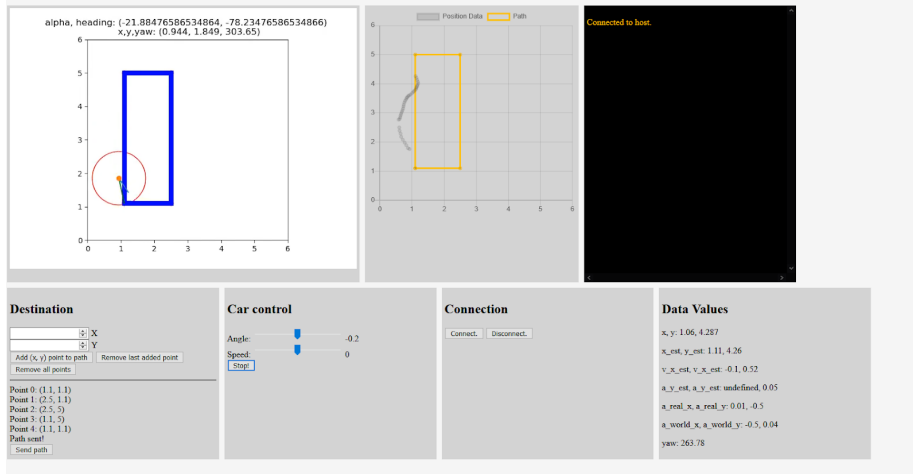 alpha, heading: (-21.88476586534864, -78.23476586534866)
x,y,yaw: (0.944, 1.849, 303.65)
6
5
4
3
2
1
0
0 1 2 3 4 5 6
Position Data Path
6
5
4
3
2
1
0
0 1 2 3 4 5 6
Connected to host.
Destination
X
Y
Add (x, y) point to path Remove last added point
Remove all points
Point 0: (1.1, 1.1)
Point 1: (2.5, 1.1)
Point 2: (2.5, 5)
Point 3: (1.1, 5)
Point 4: (1.1, 1.1)
Path sent!
Send path
Car control
Angle: -0.2
Speed: 0
Stop!
Connection
Connect. Disconnect.
Data Values
x, y: 1.06, 4.287
x_est, y_est: 1.11, 4.26
v_x_est, v_x_est: -0.1, 0.52
a_y_est, a_y_est: undefined, 0.05
a_real_x, a_real_y: 0.01, -0.5
a_world_x, a_world_y: -0.5, 0.04
yaw: 263.78